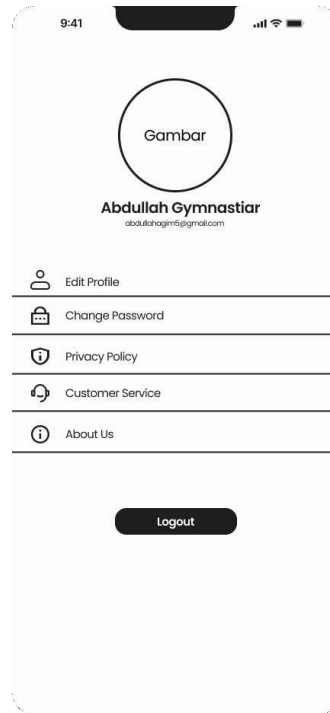 9:41
Gambar
Abdullah Gymnastiar
abdullahagim5@gmail.com
Edit Profile
Change Password
Privacy Policy
Customer Service
About Us
Logout